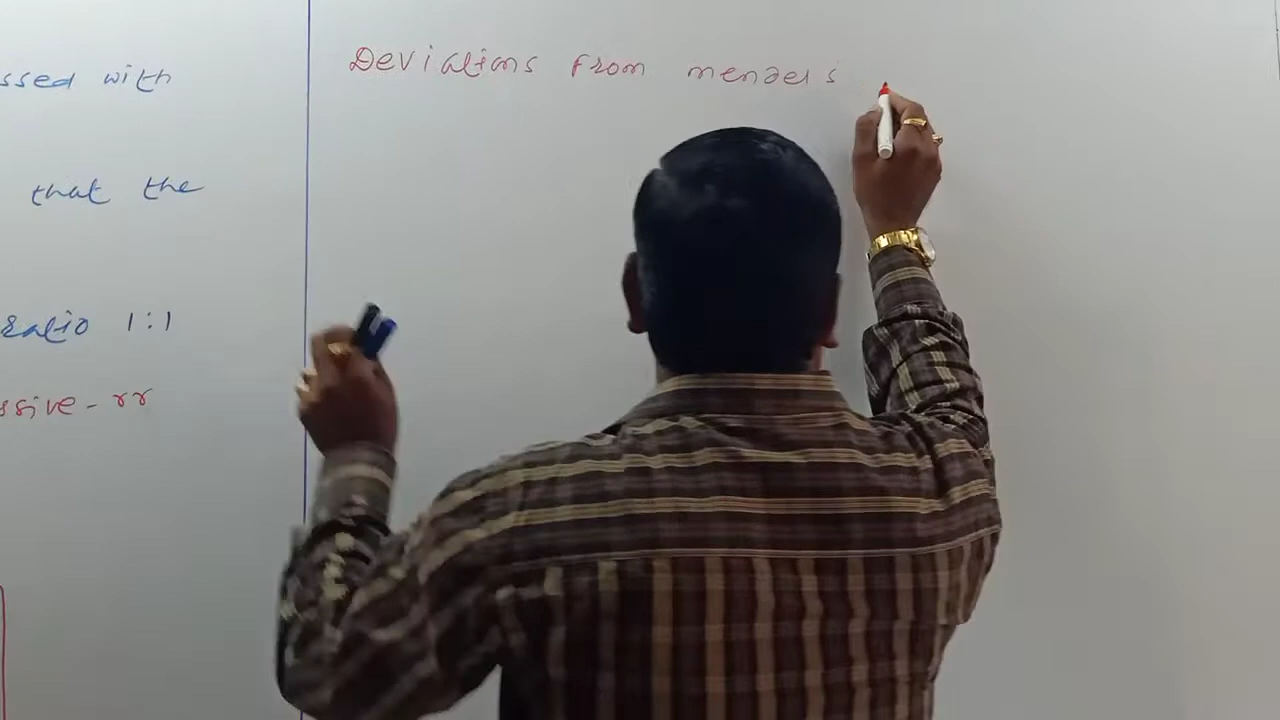 ssed with
that the
ratio 1:1
ssive - rr
Deviations from mendels